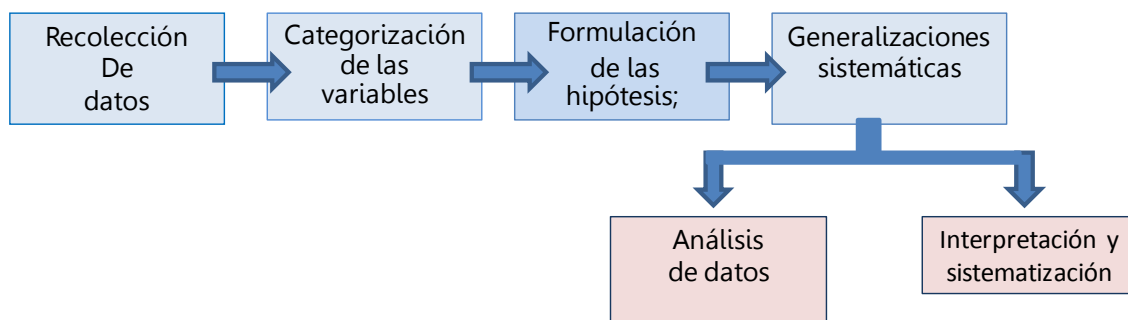 Recolección
De
datos
Categorización
de las
variables
Formulación
de las
hipótesis;
Generalizaciones
sistemáticas
Análisis
de datos
Interpretación y
sistematización